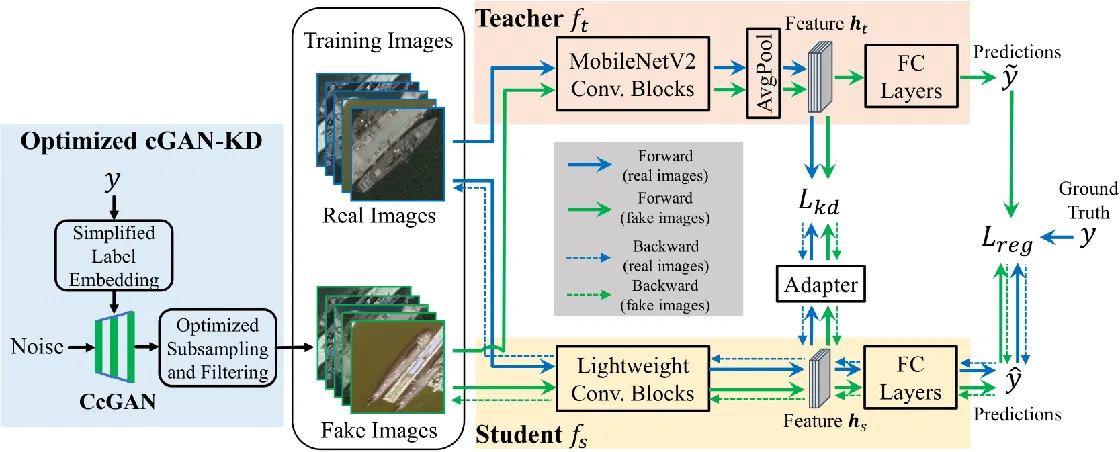 Optimized cGAN-KD
y
Simplified
Label
Embedding
Noise
CcGAN
Optimized
Subsampling
and Filtering
Training Images
Real Images
Fake Images
Teacher f_t
MobileNetV2
Conv. Blocks
AvgPool
Feature h_t
FC
Layers
Predictions
ỹ
Forward
(real images)
Forward
(fake images)
Backward
(real images)
Backward
(fake images)
L_kd
Adapter
L_reg
Ground
Truth
y
Lightweight
Conv. Blocks
Feature h_s
FC
Layers
ŷ
Predictions
Student f_s